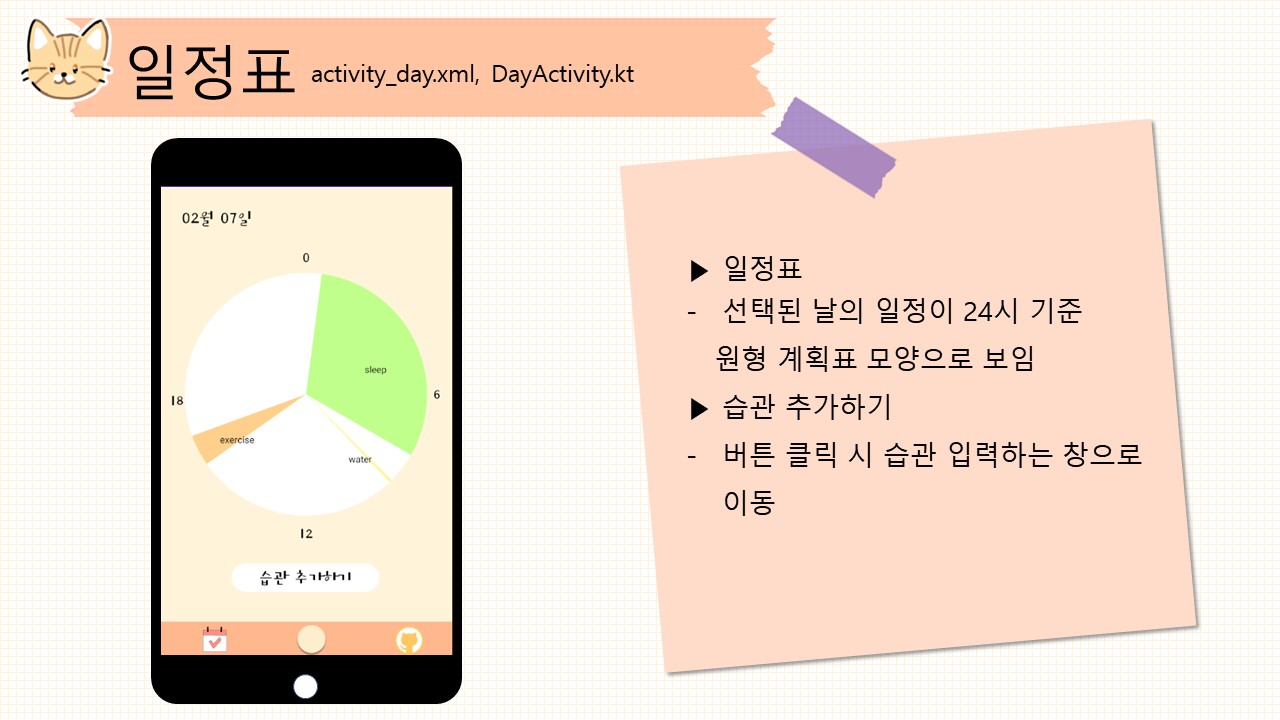 일정표 activity_day.xml, DayActivity.kt
02월 07일
0
sleep
6
18
exercise
water
12
습관 추가하기
▶ 일정표
- 선택된 날의 일정이 24시 기준
원형 계획표 모양으로 보임
▶ 습관 추가하기
- 버튼 클릭 시 습관 입력하는 창으로
이동